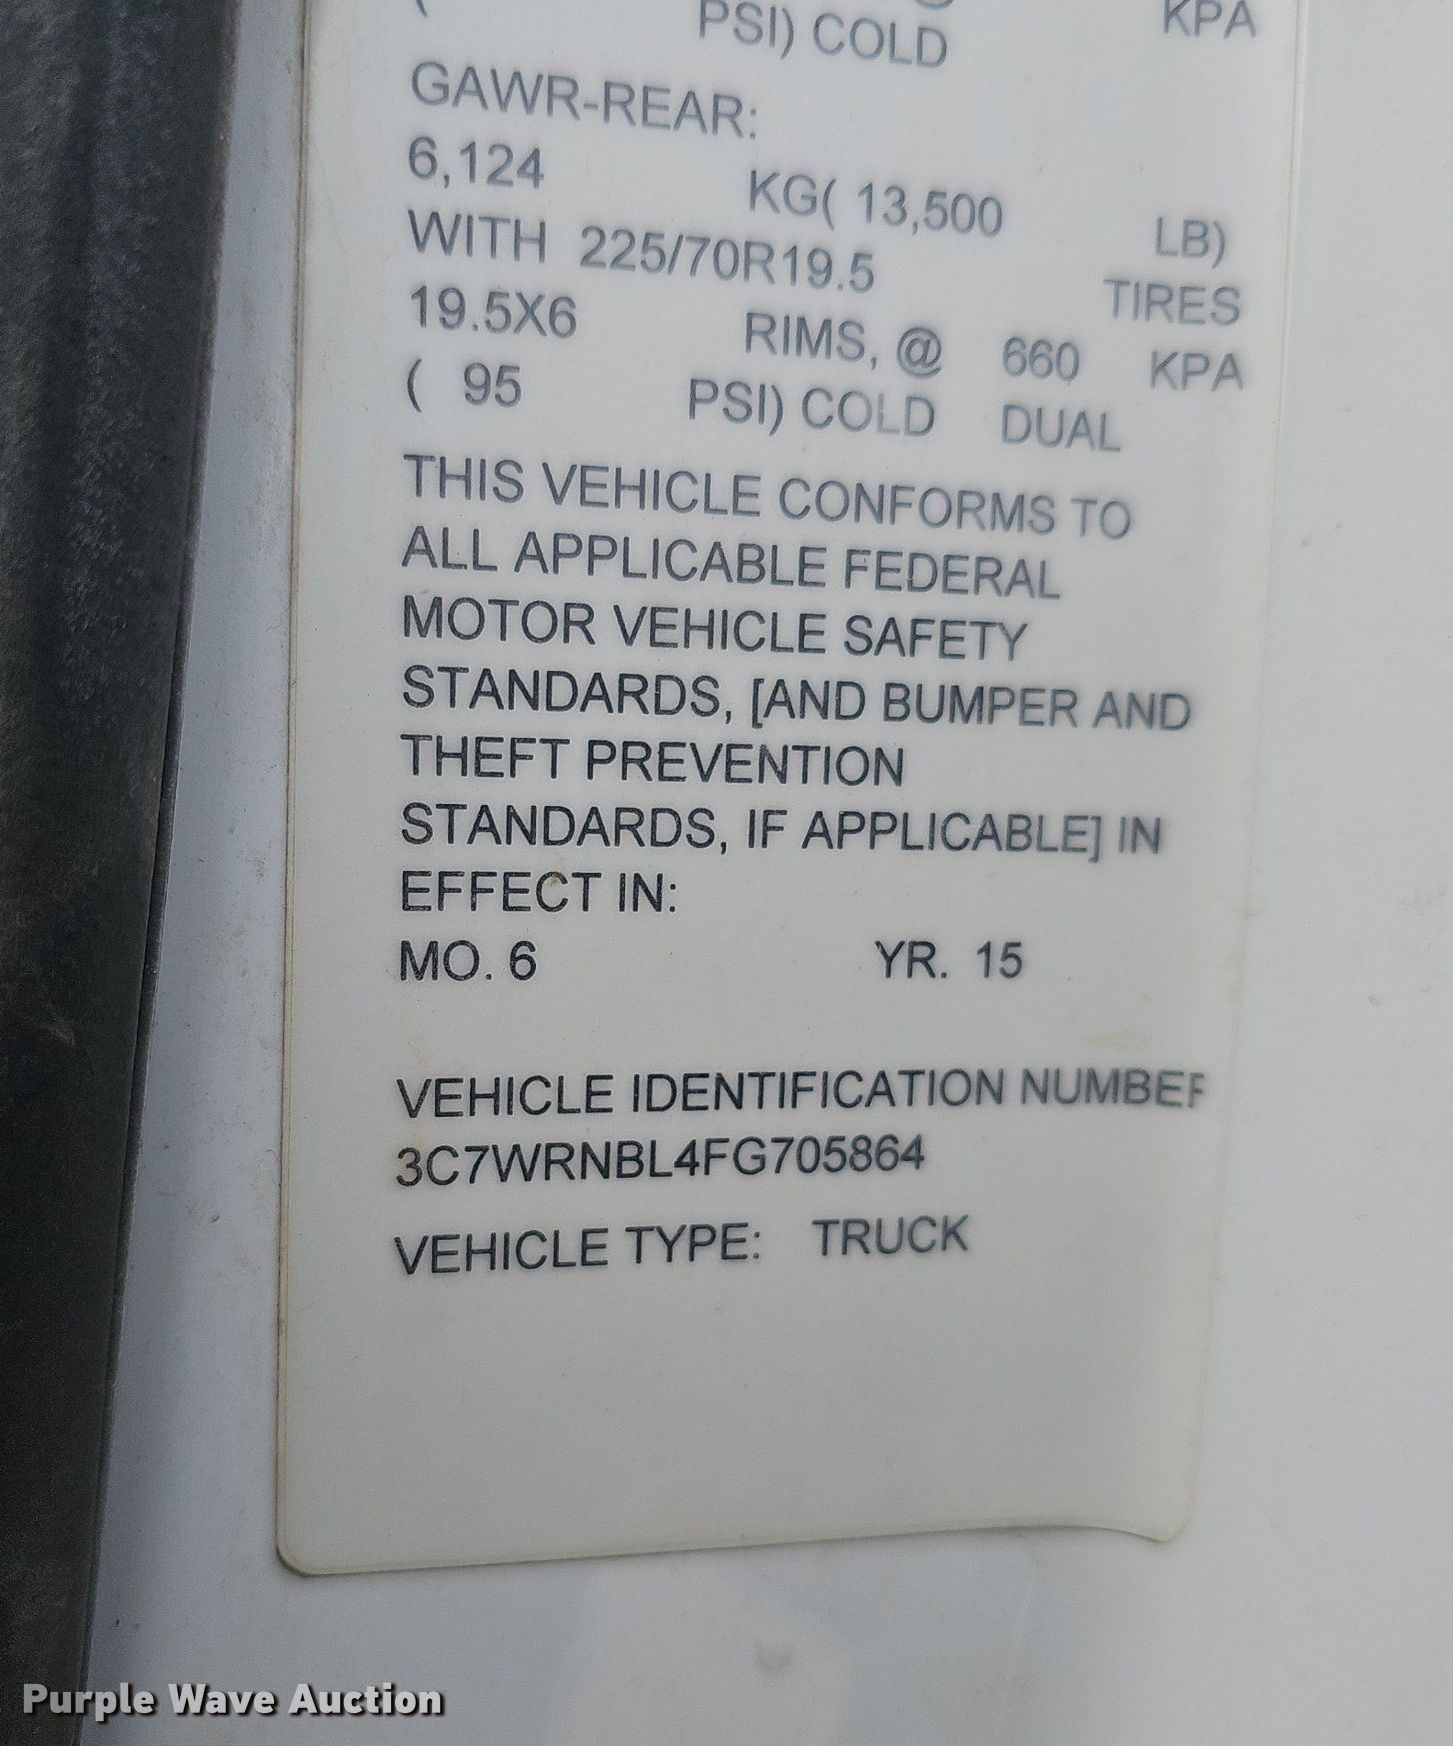 ( PSI) COLD KPA
GAWR-REAR:
6,124 KG( 13,500 LB)
WITH 225/70R19.5 TIRES
19.5X6 RIMS, @ 660 KPA
( 95 PSI) COLD DUAL
THIS VEHICLE CONFORMS TO
ALL APPLICABLE FEDERAL
MOTOR VEHICLE SAFETY
STANDARDS, [AND BUMPER AND
THEFT PREVENTION
STANDARDS, IF APPLICABLE] IN
EFFECT IN:
MO. 6 YR. 15
VEHICLE IDENTIFICATION NUMBER
3C7WRNBL4FG705864
VEHICLE TYPE: TRUCK
Purple Wave Auction